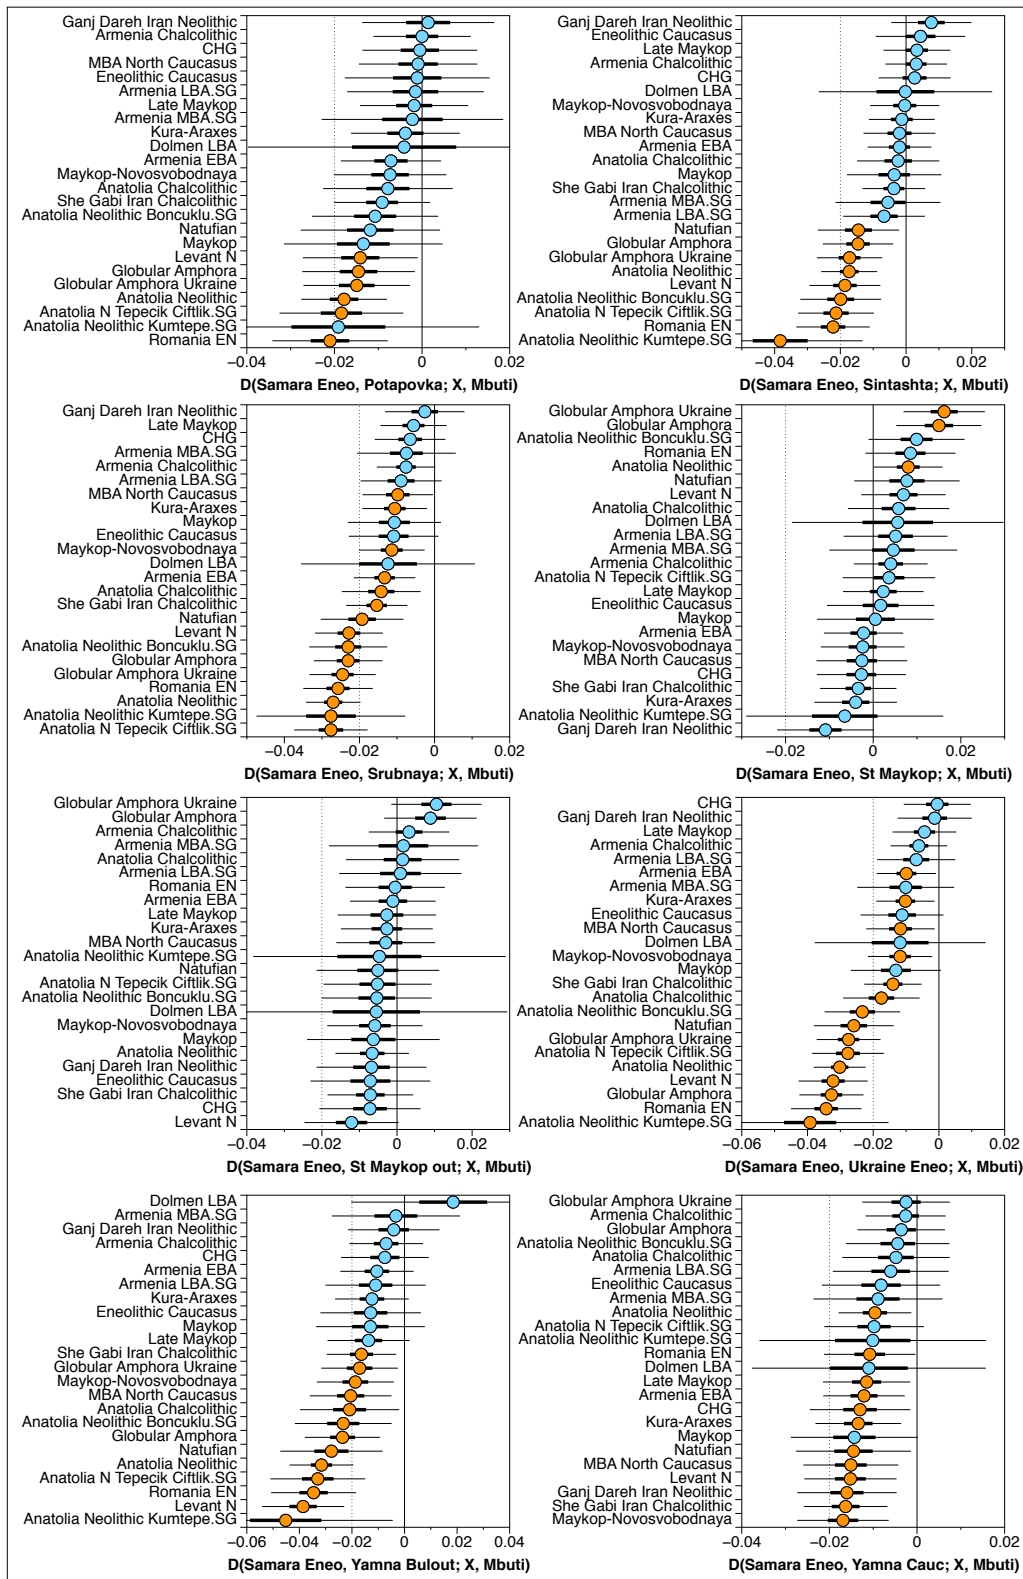 Ganj Dareh Iran Neolithic
Armenia Chalcolithic
CHG
MBA North Caucasus
Eneolithic Caucasus
Armenia LBA.SG
Late Maykop
Armenia MBA.SG
Kura-Araxes
Dolmen LBA
Armenia EBA
Maykop-Novosvobodnaya
Anatolia Chalcolithic
She Gabi Iran Chalcolithic
Anatolia Neolithic Boncuklu.SG
Natufian
Maykop
Levant N
Globular Amphora
Globular Amphora Ukraine
Anatolia Neolithic
Anatolia N Tepecik Ciftlik.SG
Anatolia Neolithic Kumtepe.SG
Romania EN
−0.04 −0.02 0 0.02
D(Samara Eneo, Potapovka; X, Mbuti)
Ganj Dareh Iran Neolithic
Eneolithic Caucasus
Late Maykop
Armenia Chalcolithic
CHG
Dolmen LBA
Maykop-Novosvobodnaya
Kura-Araxes
MBA North Caucasus
Armenia EBA
Anatolia Chalcolithic
Maykop
She Gabi Iran Chalcolithic
Armenia MBA.SG
Armenia LBA.SG
Natufian
Globular Amphora
Globular Amphora Ukraine
Anatolia Neolithic
Levant N
Anatolia Neolithic Boncuklu.SG
Anatolia N Tepecik Ciftlik.SG
Romania EN
Anatolia Neolithic Kumtepe.SG
−0.04 −0.02 0 0.02
D(Samara Eneo, Sintashta; X, Mbuti)
Ganj Dareh Iran Neolithic
Late Maykop
CHG
Armenia MBA.SG
Armenia Chalcolithic
Armenia LBA.SG
MBA North Caucasus
Kura-Araxes
Maykop
Eneolithic Caucasus
Maykop-Novosvobodnaya
Dolmen LBA
Armenia EBA
Anatolia Chalcolithic
She Gabi Iran Chalcolithic
Natufian
Levant N
Anatolia Neolithic Boncuklu.SG
Globular Amphora
Globular Amphora Ukraine
Romania EN
Anatolia Neolithic
Anatolia Neolithic Kumtepe.SG
Anatolia N Tepecik Ciftlik.SG
−0.04 −0.02 0 0.02
D(Samara Eneo, Srubnaya; X, Mbuti)
Globular Amphora Ukraine
Globular Amphora
Anatolia Neolithic Boncuklu.SG
Romania EN
Anatolia Neolithic
Natufian
Levant N
Anatolia Chalcolithic
Dolmen LBA
Armenia LBA.SG
Armenia MBA.SG
Armenia Chalcolithic
Anatolia N Tepecik Ciftlik.SG
Late Maykop
Eneolithic Caucasus
Maykop
Armenia EBA
Maykop-Novosvobodnaya
MBA North Caucasus
CHG
She Gabi Iran Chalcolithic
Kura-Araxes
Anatolia Neolithic Kumtepe.SG
Ganj Dareh Iran Neolithic
−0.02 0 0.02
D(Samara Eneo, St Maykop; X, Mbuti)
Globular Amphora Ukraine
Globular Amphora
Armenia Chalcolithic
Armenia MBA.SG
Anatolia Chalcolithic
Armenia LBA.SG
Romania EN
Armenia EBA
Late Maykop
Kura-Araxes
MBA North Caucasus
Anatolia Neolithic Kumtepe.SG
Natufian
Anatolia N Tepecik Ciftlik.SG
Anatolia Neolithic Boncuklu.SG
Dolmen LBA
Maykop-Novosvobodnaya
Maykop
Anatolia Neolithic
Ganj Dareh Iran Neolithic
Eneolithic Caucasus
She Gabi Iran Chalcolithic
CHG
Levant N
−0.04 −0.02 0 0.02
D(Samara Eneo, St Maykop out; X, Mbuti)
CHG
Ganj Dareh Iran Neolithic
Late Maykop
Armenia Chalcolithic
Armenia LBA.SG
Armenia EBA
Armenia MBA.SG
Kura-Araxes
Eneolithic Caucasus
MBA North Caucasus
Dolmen LBA
Maykop-Novosvobodnaya
Maykop
She Gabi Iran Chalcolithic
Anatolia Chalcolithic
Anatolia Neolithic Boncuklu.SG
Natufian
Globular Amphora Ukraine
Anatolia N Tepecik Ciftlik.SG
Anatolia Neolithic
Levant N
Globular Amphora
Romania EN
Anatolia Neolithic Kumtepe.SG
−0.06 −0.04 −0.02 0 0.02
D(Samara Eneo, Ukraine Eneo; X, Mbuti)
Dolmen LBA
Armenia MBA.SG
Ganj Dareh Iran Neolithic
Armenia Chalcolithic
CHG
Armenia EBA
Armenia LBA.SG
Kura-Araxes
Eneolithic Caucasus
Maykop
Late Maykop
She Gabi Iran Chalcolithic
Globular Amphora Ukraine
Maykop-Novosvobodnaya
MBA North Caucasus
Anatolia Chalcolithic
Anatolia Neolithic Boncuklu.SG
Globular Amphora
Natufian
Anatolia Neolithic
Anatolia N Tepecik Ciftlik.SG
Romania EN
Levant N
Anatolia Neolithic Kumtepe.SG
−0.06 −0.04 −0.02 0 0.02 0.04
D(Samara Eneo, Yamna Bulout; X, Mbuti)
Globular Amphora Ukraine
Armenia Chalcolithic
Globular Amphora
Anatolia Neolithic Boncuklu.SG
Anatolia Chalcolithic
Armenia LBA.SG
Eneolithic Caucasus
Armenia MBA.SG
Anatolia Neolithic
Anatolia N Tepecik Ciftlik.SG
Anatolia Neolithic Kumtepe.SG
Romania EN
Dolmen LBA
Late Maykop
Armenia EBA
CHG
Kura-Araxes
Maykop
Natufian
MBA North Caucasus
Levant N
Ganj Dareh Iran Neolithic
She Gabi Iran Chalcolithic
Maykop-Novosvobodnaya
−0.04 −0.02 0 0.02
D(Samara Eneo, Yamna Cauc; X, Mbuti)